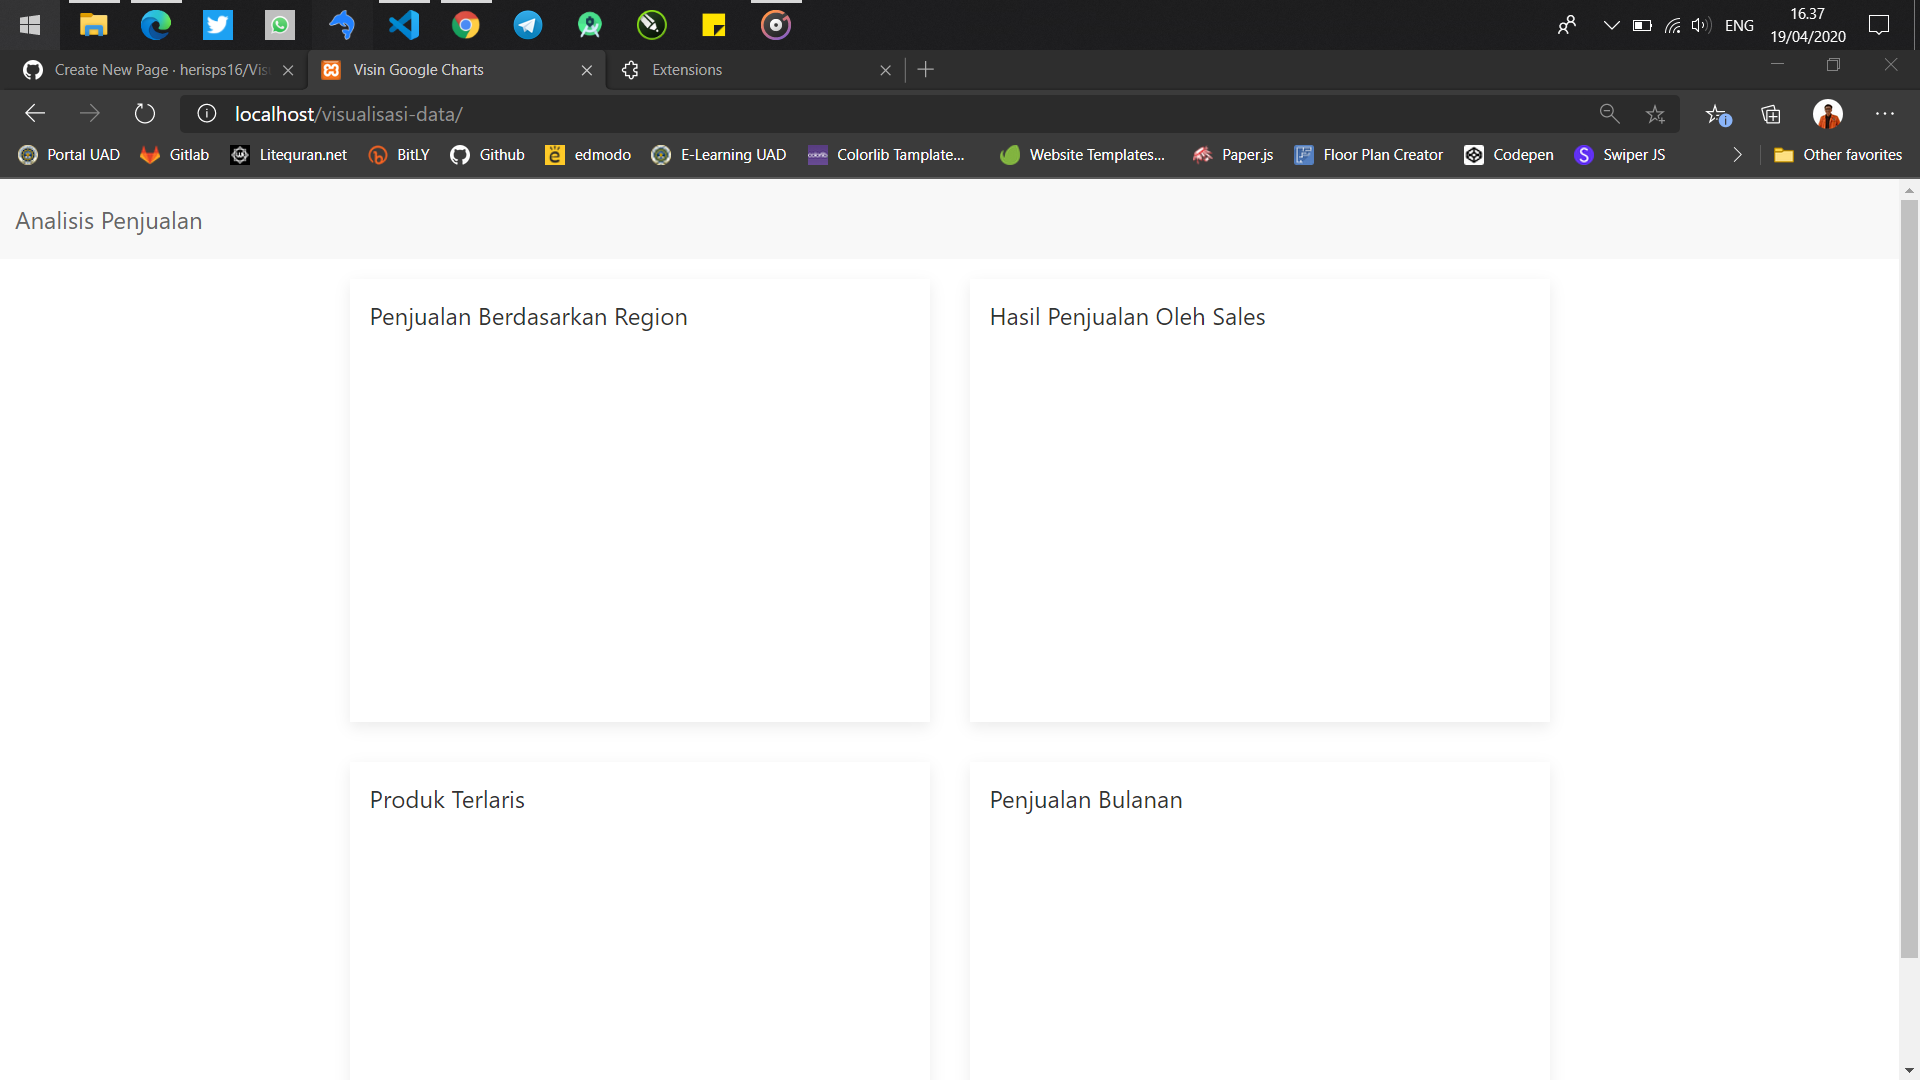 ENG
16.37
19/04/2020
Create New Page · herisps16/Vis
Visin Google Charts
Extensions
localhost/visualisasi-data/
Portal UAD
Gitlab
Litequran.net
BitLY
Github
edmodo
E-Learning UAD
Colorlib Tamplate...
Website Templates...
Paper.js
Floor Plan Creator
Codepen
Swiper JS
Other favorites
Analisis Penjualan
Penjualan Berdasarkan Region
Hasil Penjualan Oleh Sales
Produk Terlaris
Penjualan Bulanan